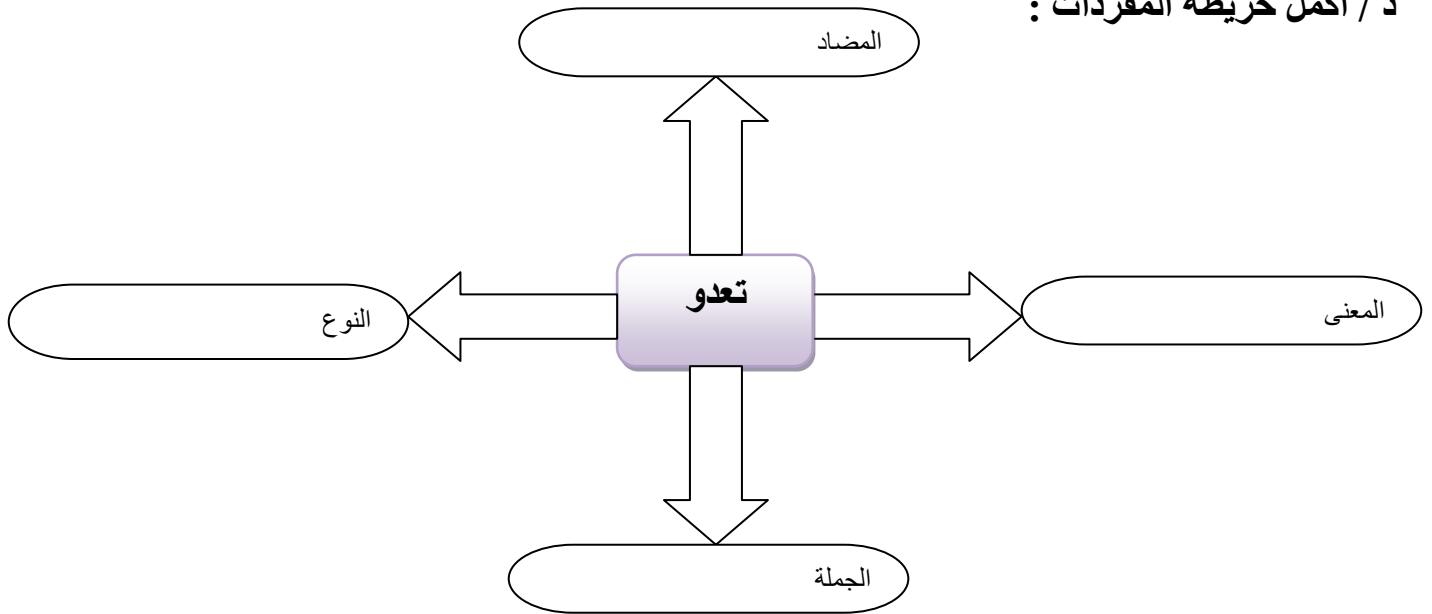 د / أكمل خريطة المفردات :
المضاد
تعدو
المعنى
النوع
الجملة